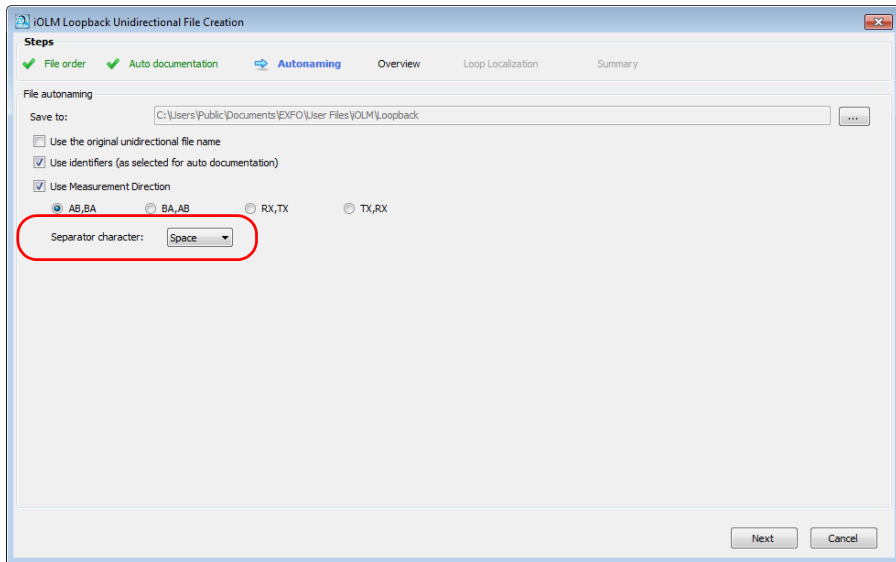 iOLM Loopback Unidirectional File Creation
Steps
File order Auto documentation Autonaming Overview Loop Localization Summary
File autonaming
Save to: C:\Users\Public\Documents\EXFO\User Files\iOLM\Loopback ...
Use the original unidirectional file name
Use identifiers (as selected for auto documentation)
Use Measurement Direction
AB,BA BA,AB RX,TX TX,RX
Separator character: Space
Next Cancel